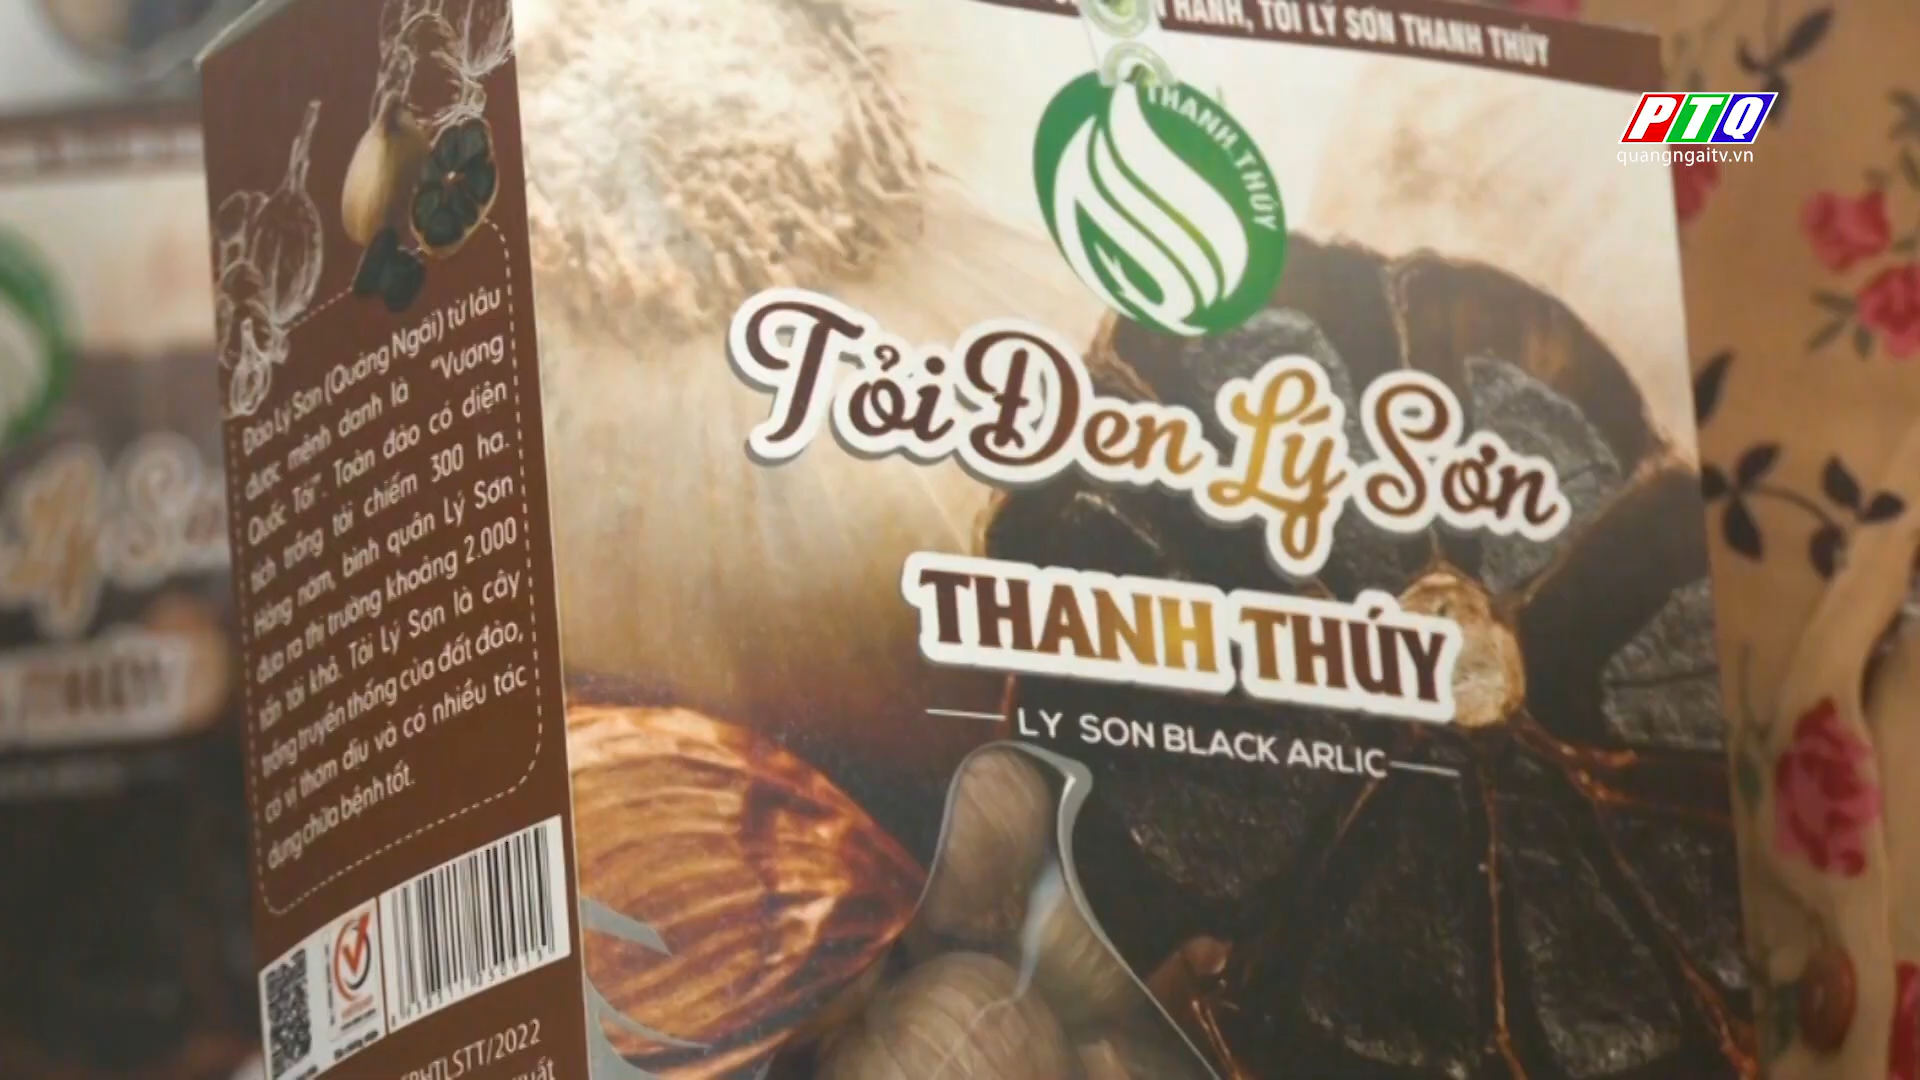 HÀNH, TỎI LÝ SƠN THANH THÚY
PTQ
quangngaitv.vn
THANH THÚY
Tỏi Đen Lý Sơn
THANH THÚY
LY SON BLACK ARLIC
Đảo Lý Sơn (Quảng Ngãi) từ lâu
được mệnh danh là "Vương
Quốc Tỏi". Toàn đảo có diện
tích trồng tỏi chiếm 300 ha.
Hàng năm, bình quân Lý Sơn
đưa ra thị trường khoảng 2.000
tấn tỏi khô. Tỏi Lý Sơn là cây
trồng truyền thống của đất đảo,
có vị thơm dịu và có nhiều tác
dụng chữa bệnh tốt.
/2022